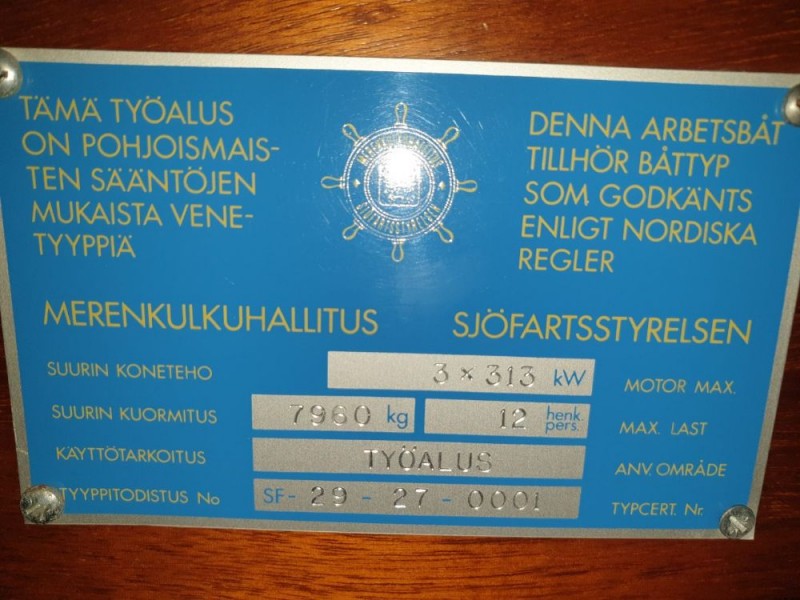 TÄMÄ TYÖALUS
ON POHJOISMAIS-
TEN SÄÄNTÖJEN
MUKAISTA VENE-
TYYPPIÄ
DENNA ARBETSBÅT
TILLHÖR BÅTTYP
SOM GODKÄNTS
ENLIGT NORDISKA
REGLER
MERENKULKUHALLITUS
SJÖFARTSSTYRELSEN
SUURIN KONETEHO 3 × 313 kW MOTOR MAX.
SUURIN KUORMITUS 7960 kg 12 henk. pers. MAX. LAST
KÄYTTÖTARKOITUS TYÖALUS ANV. OMRÅDE
TYYPPITODISTUS No SF- 29 - 27 - 0001 TYPCERT. Nr.